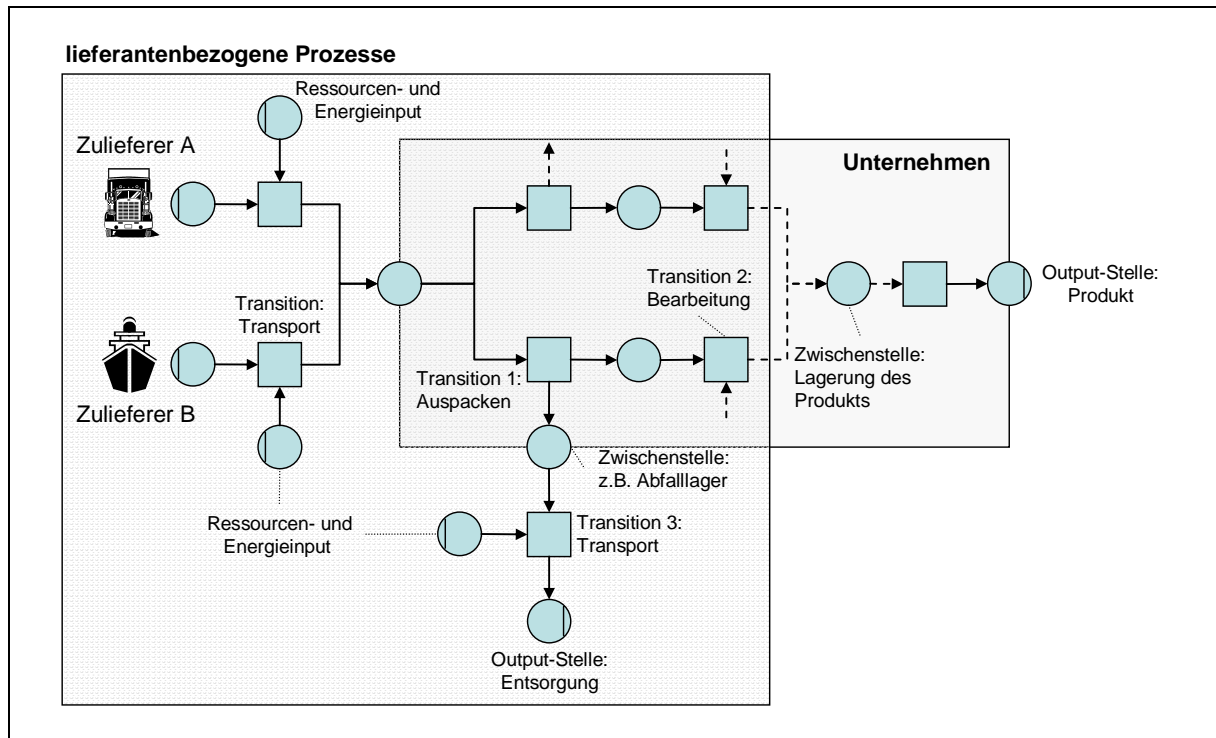 lieferantenbezogene Prozesse
Ressourcen- und
Energieinput
Zulieferer A
Unternehmen
Transition:
Transport
Transition 2:
Bearbeitung
Output-Stelle:
Produkt
Zulieferer B
Transition 1:
Auspacken
Zwischenstelle:
Lagerung des
Produkts
Zwischenstelle:
z.B. Abfalllager
Ressourcen- und
Energieinput
Transition 3:
Transport
Output-Stelle:
Entsorgung